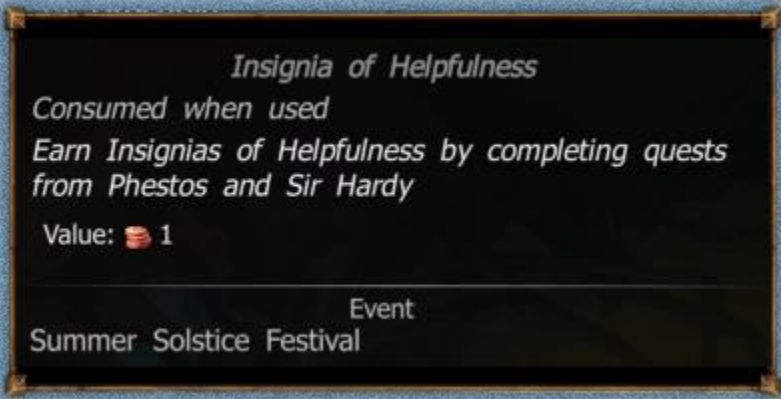 Insignia of Helpfulness
Consumed when used
Earn Insignias of Helpfulness by completing quests
from Phestos and Sir Hardy
Value: 1
Event
Summer Solstice Festival